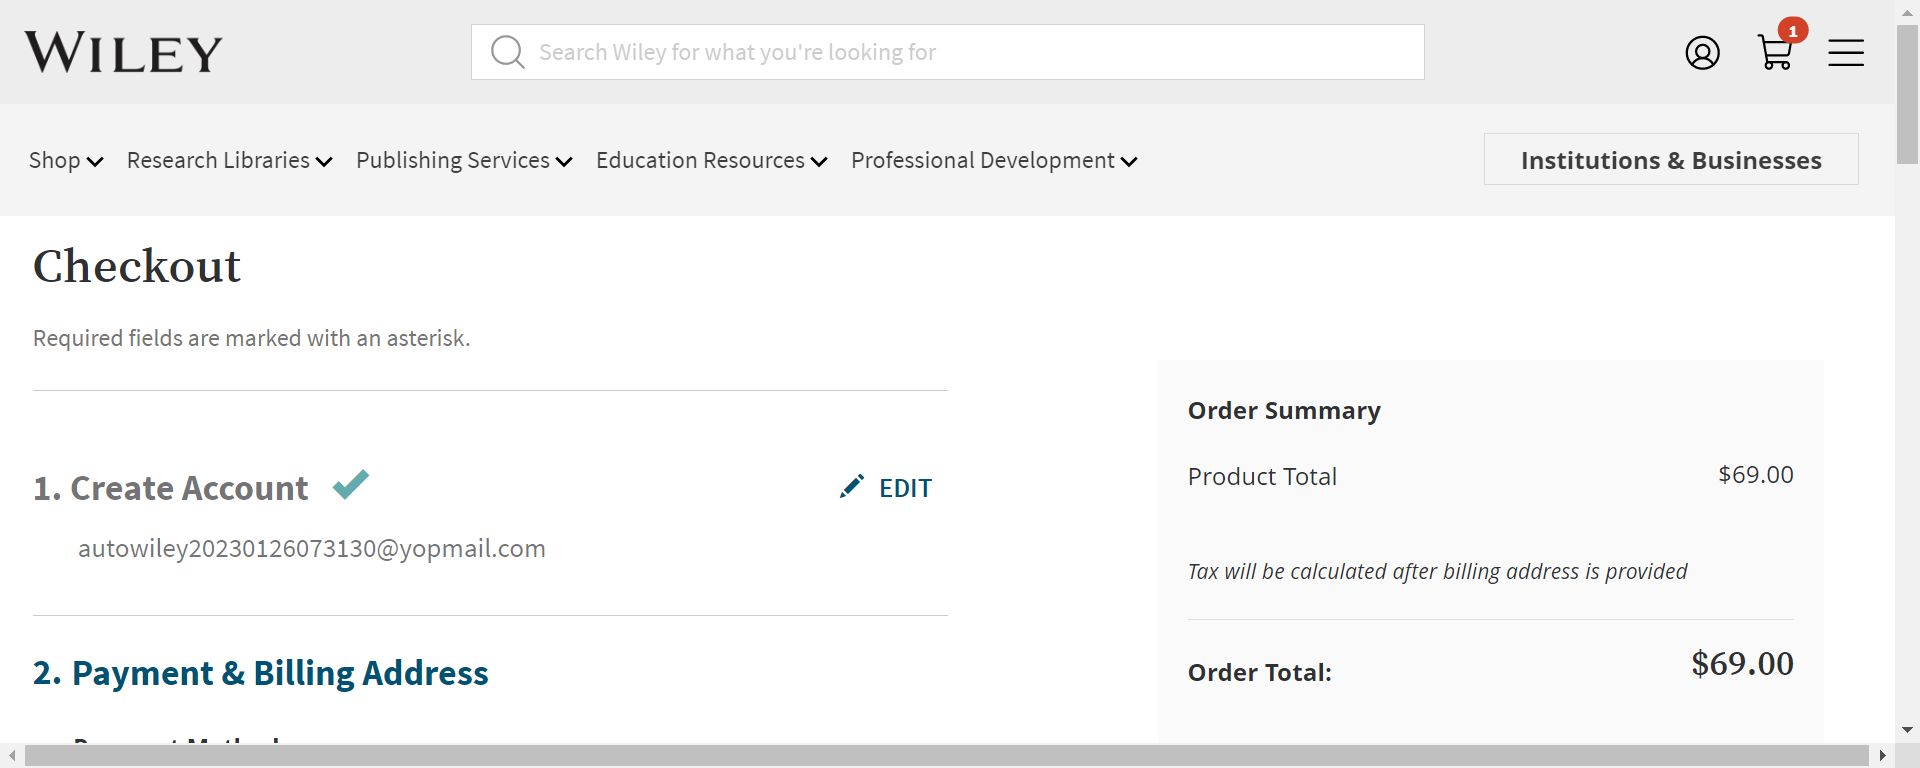 WILEY
Search Wiley for what you're looking for
1
Shop Research Libraries Publishing Services Education Resources Professional Development
Institutions & Businesses
Checkout
Required fields are marked with an asterisk.
1. Create Account
EDIT
autowiley20230126073130@yopmail.com
2. Payment & Billing Address
Order Summary
Product Total $69.00
Tax will be calculated after billing address is provided
Order Total: $69.00